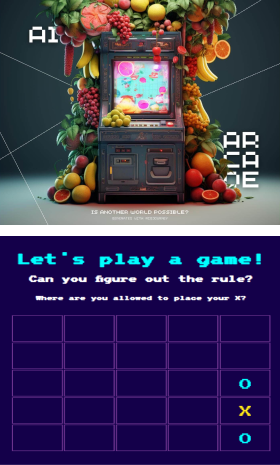 AI
AR
CA
DE
IS ANOTHER WORLD POSSIBLE?
Let's play a game!
Can you figure out the rule?
Where are you allowed to place your X?
O
X
O